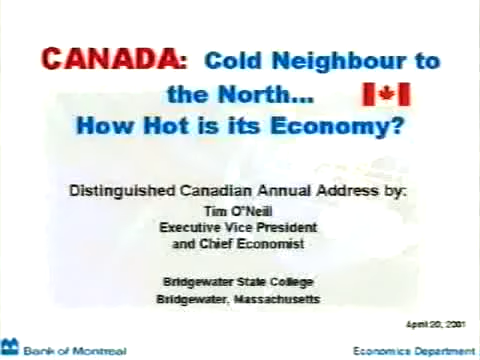 CANADA: Cold Neighbour to
the North...
How Hot is its Economy?
Distinguished Canadian Annual Address by:
Tim O'Neill
Executive Vice President
and Chief Economist
Bridgewater State College
Bridgewater, Massachusetts
April 20, 2001
Bank of Montreal
Economics Department